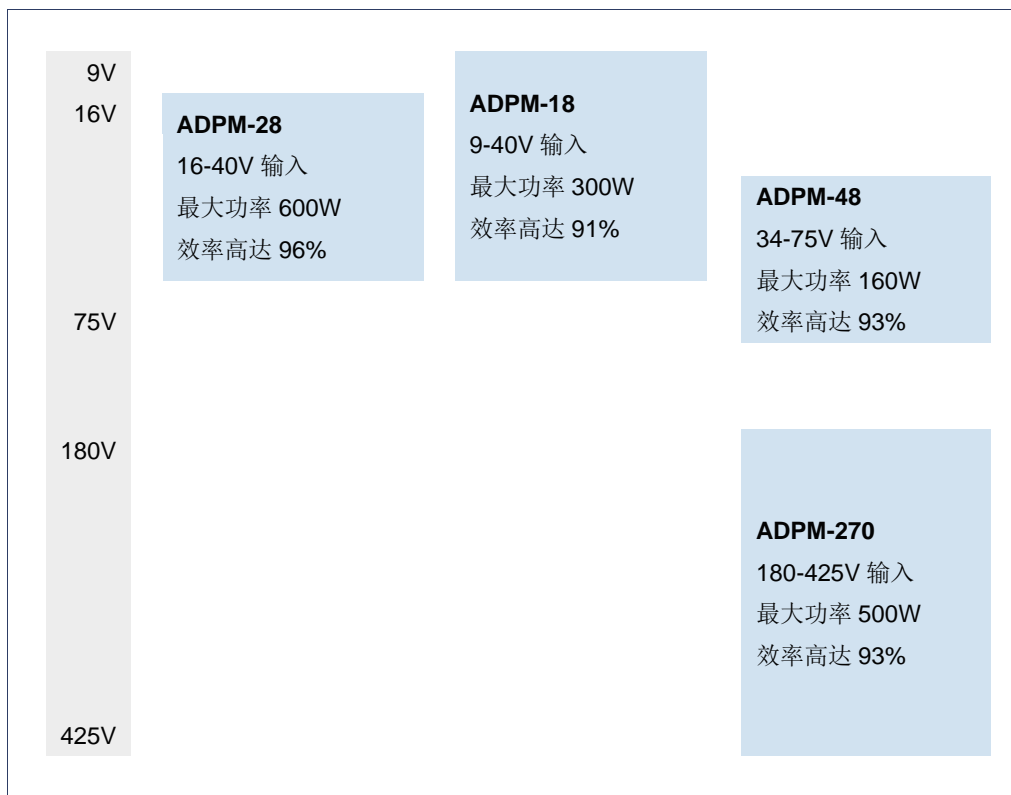 9V
16V
75V
180V
425V
ADPM-28
16-40V 输入
最大功率 600W
效率高达 96%
ADPM-18
9-40V 输入
最大功率 300W
效率高达 91%
ADPM-48
34-75V 输入
最大功率 160W
效率高达 93%
ADPM-270
180-425V 输入
最大功率 500W
效率高达 93%